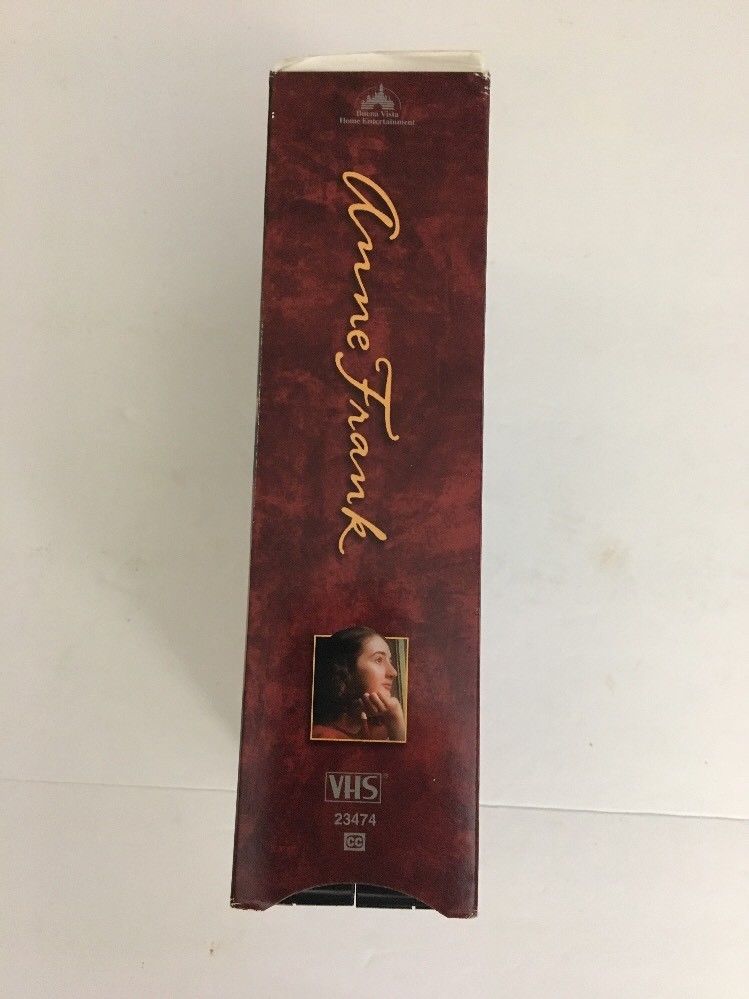 Buena Vista
Home Entertainment
Anne Frank
VHS
23474
CC